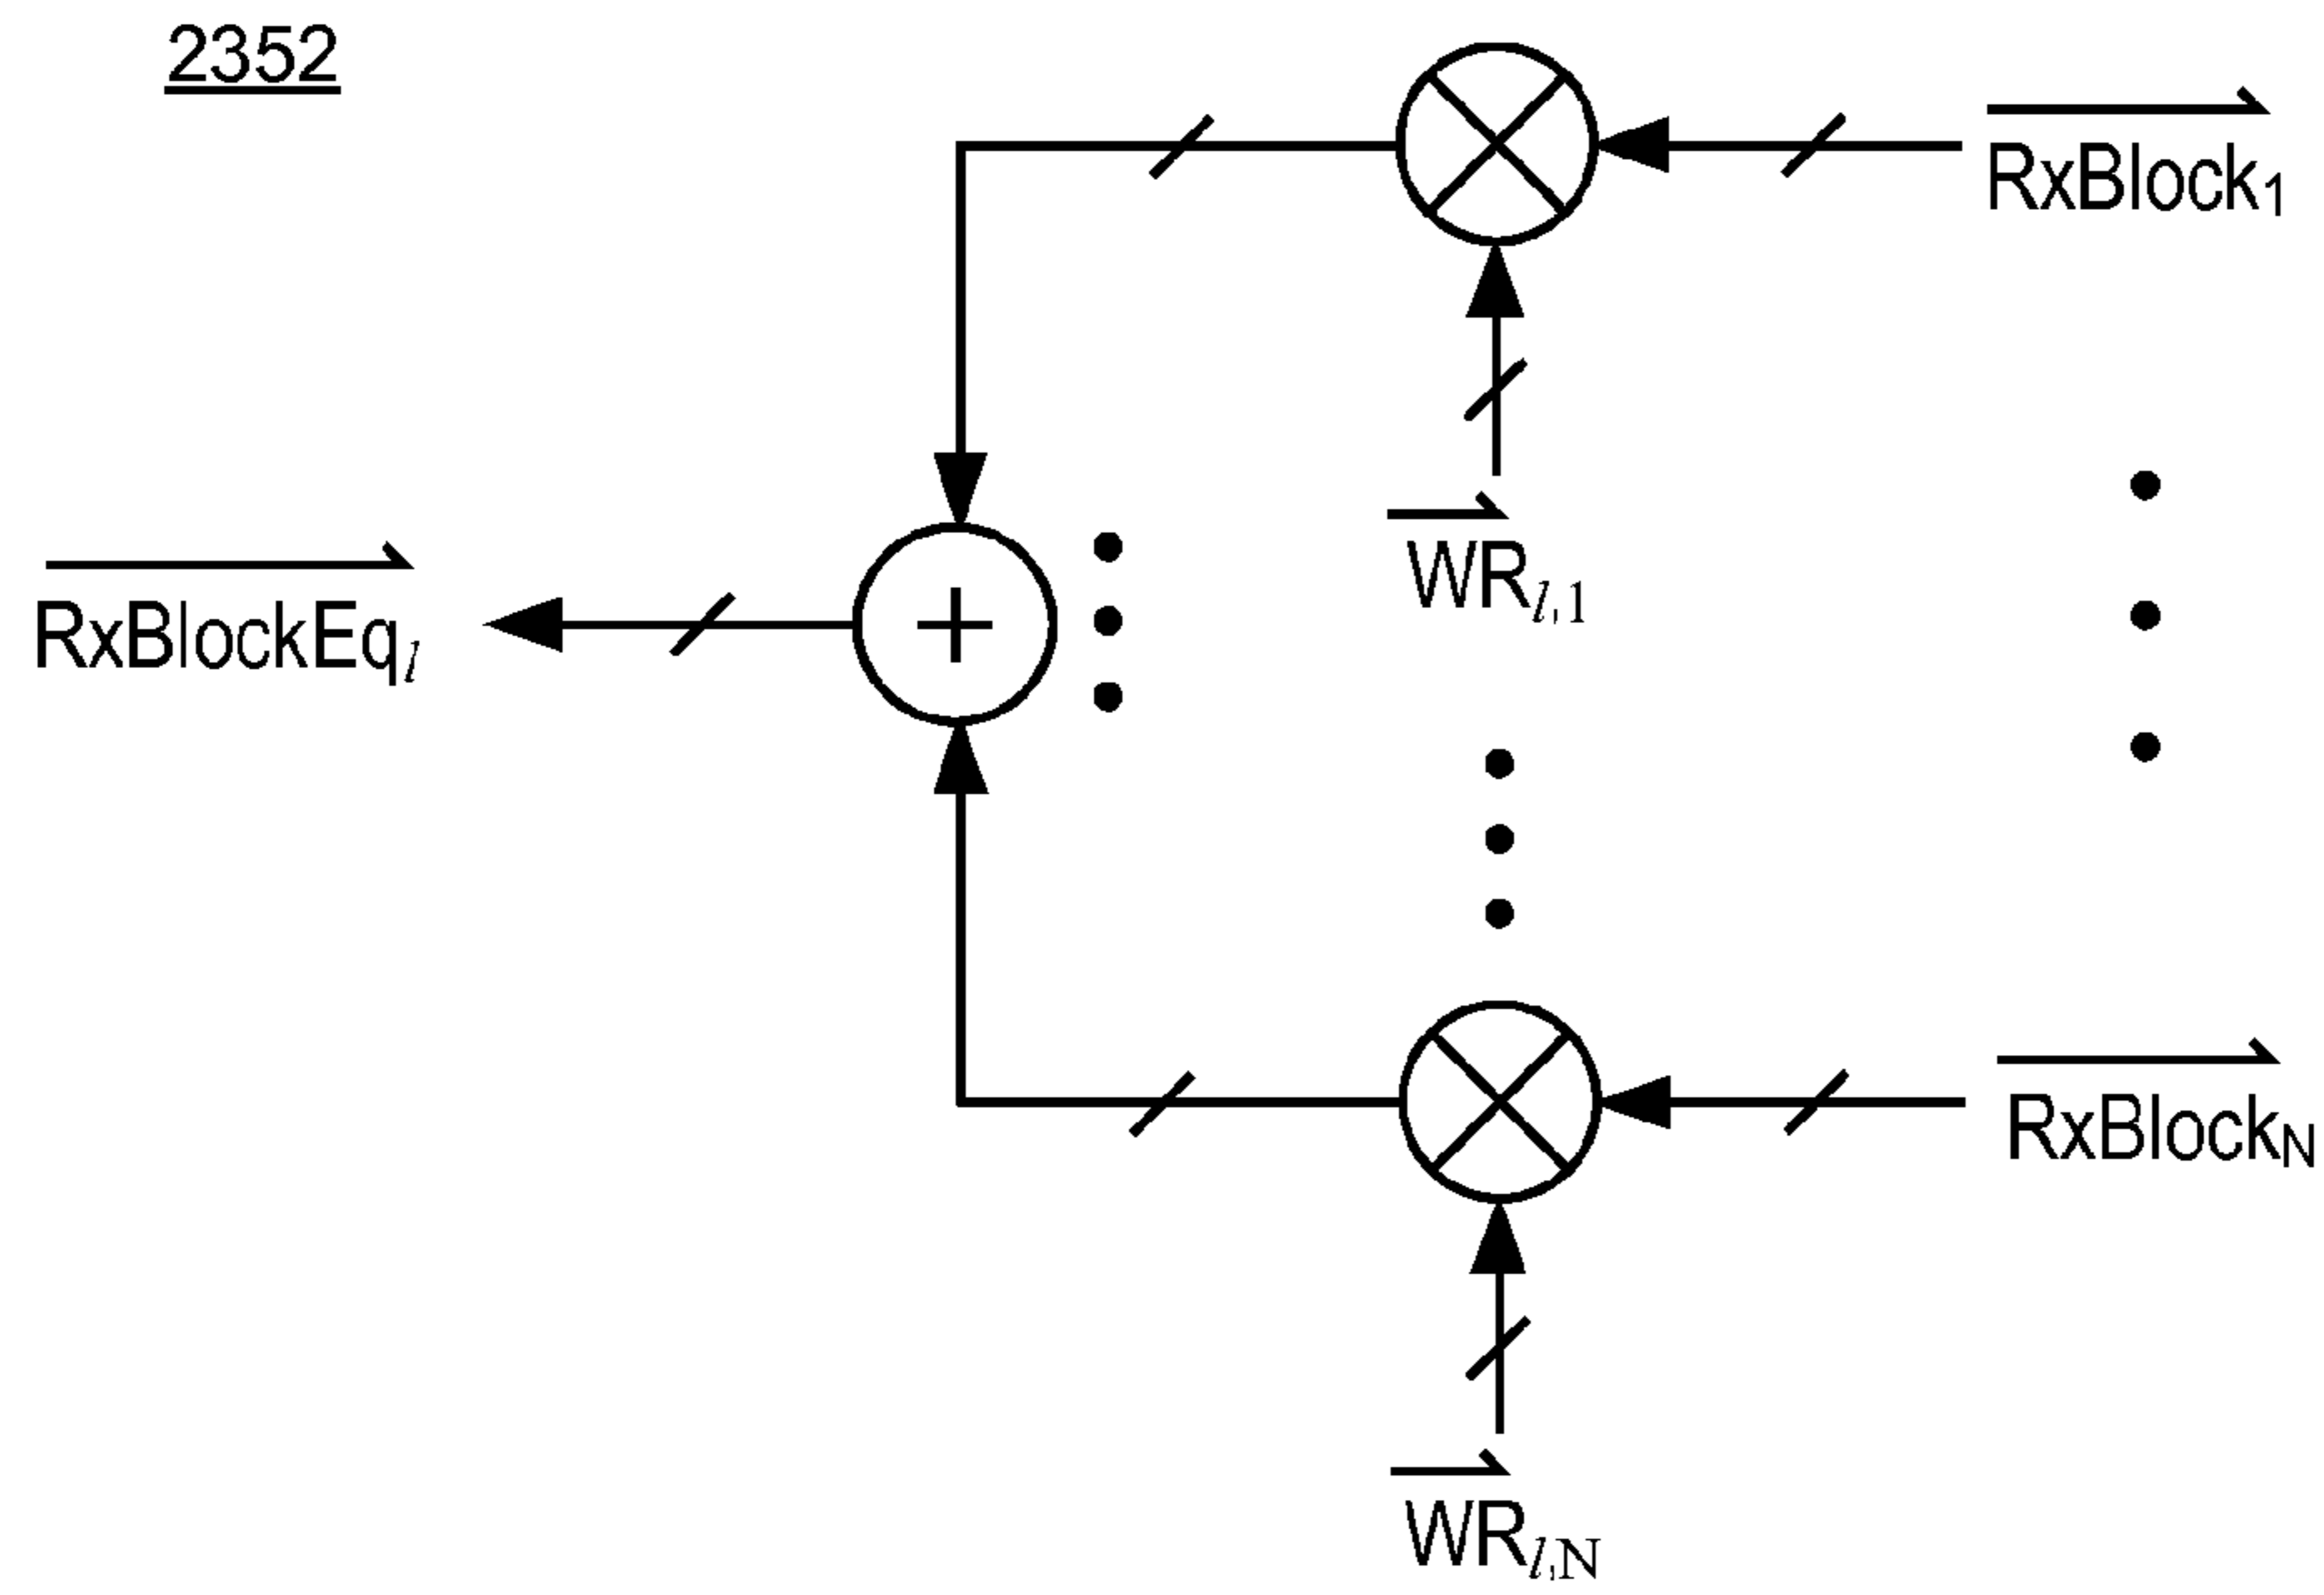 2352
RxBlock1
WRl,1
RxBlockEql
+
RxBlockN
WRl,N